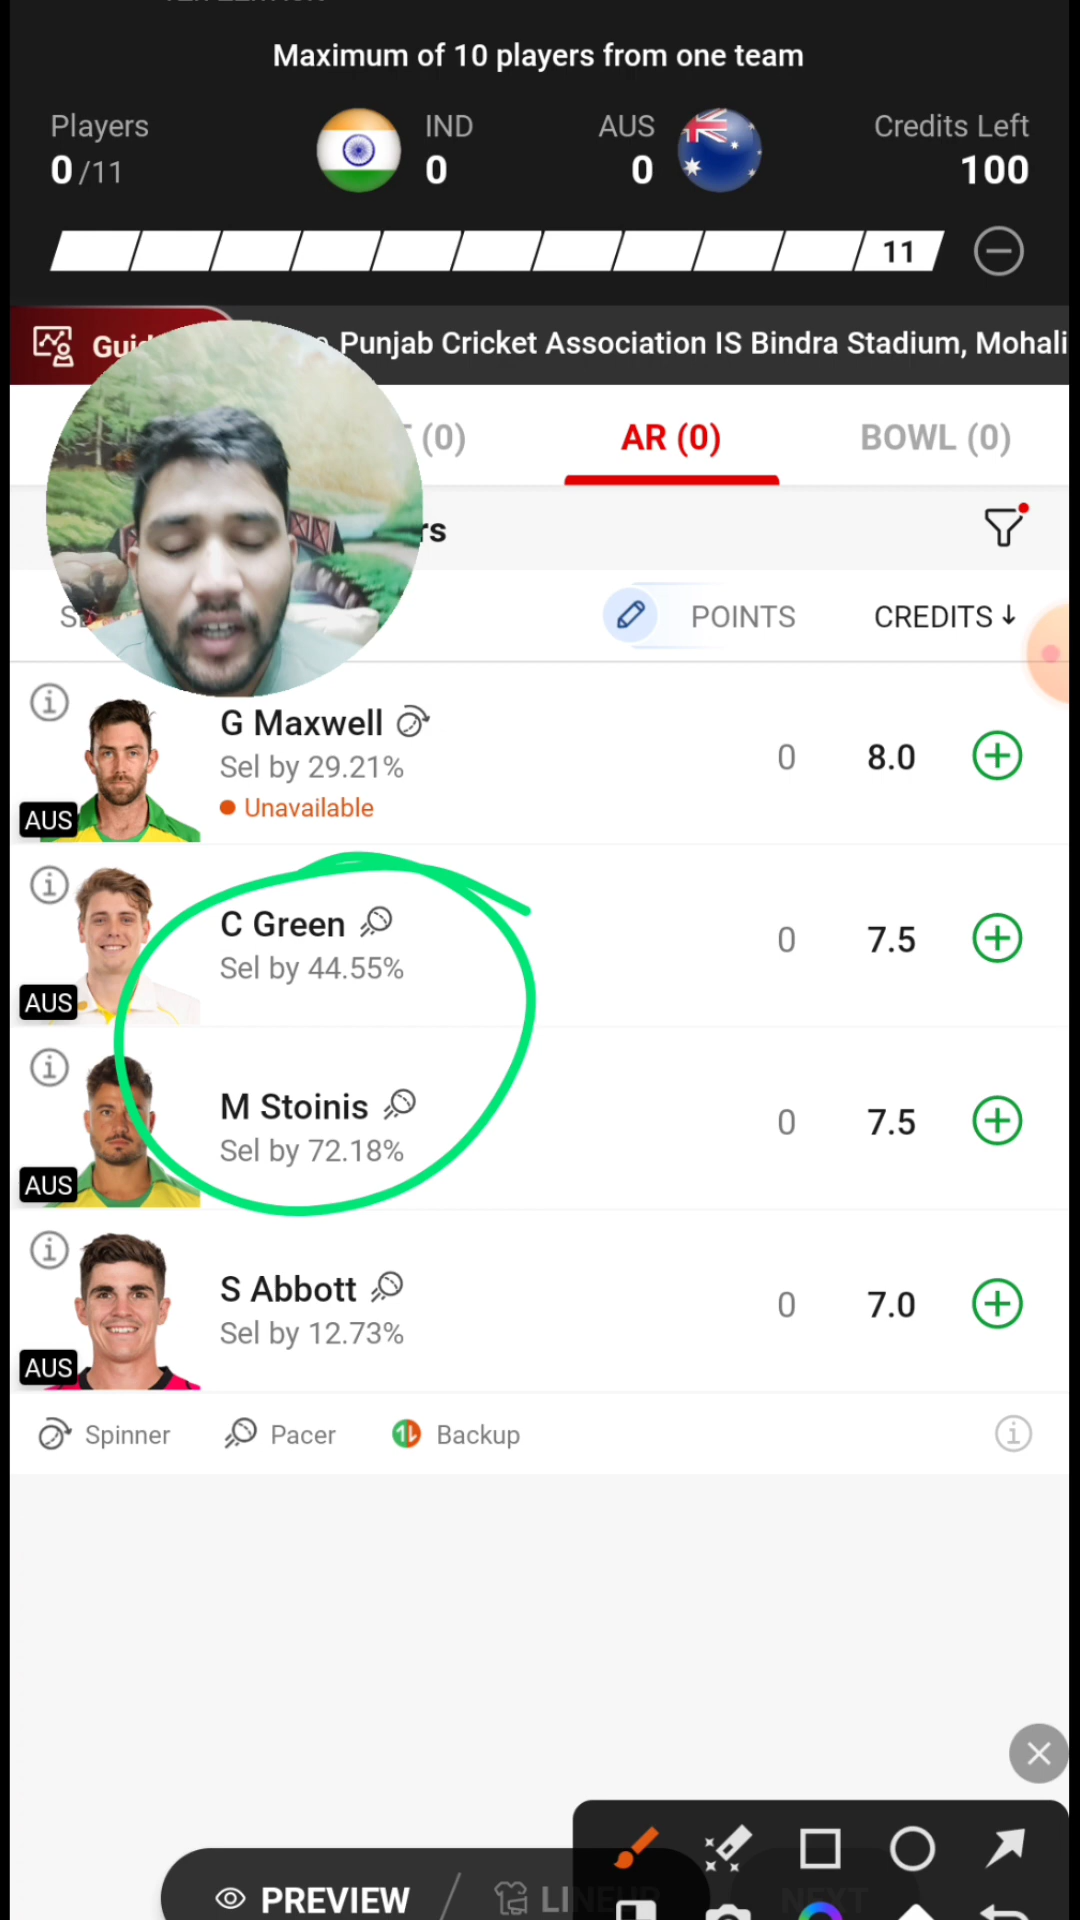 Maximum of 10 players from one team
Players
IND
AUS
Credits Left
0/11
0
0
100
11
Punjab Cricket Association IS Bindra Stadium, Mohali
(0)
AR (0)
BOWL (0)
rs
POINTS
CREDITS↓
G Maxwell
Sel by 29.21%
Unavailable
AUS
0
8.0
C Green
Sel by 44.55%
AUS
0
7.5
M Stoinis
Sel by 72.18%
AUS
0
7.5
S Abbott
Sel by 12.73%
AUS
0
7.0
Spinner
Pacer
Backup
PREVIEW
LINEUP
NEXT